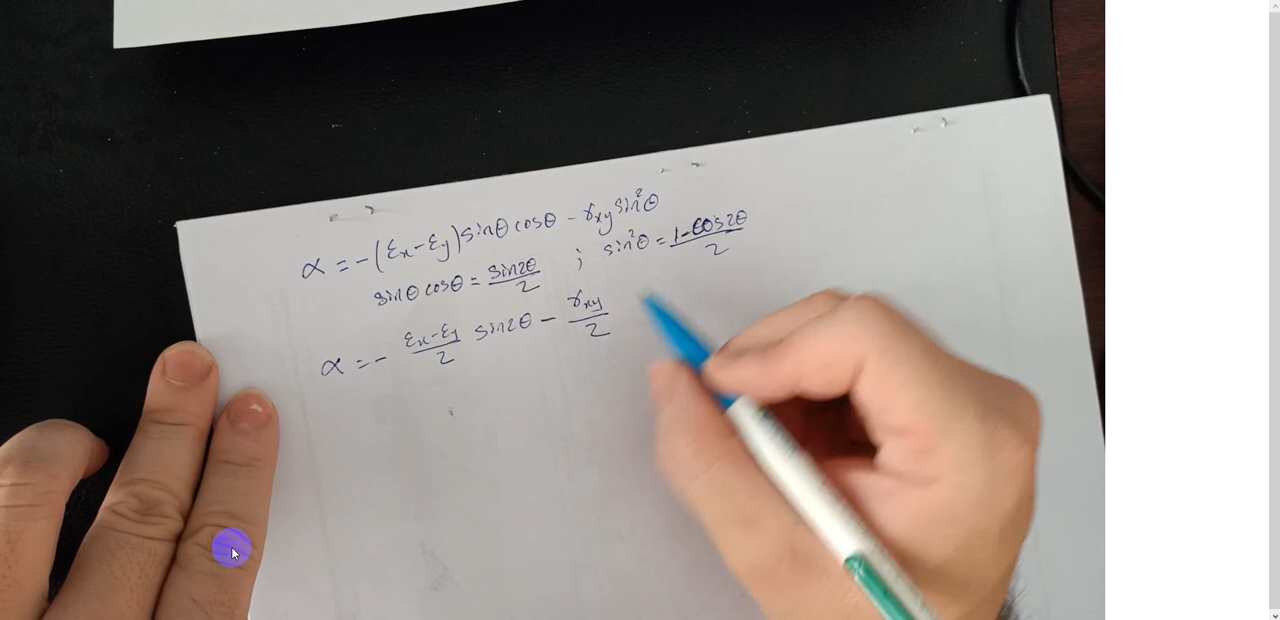 α = -(εx-εy)sinθ cosθ - γxy sin²θ
sinθ cosθ = sin2θ/2 ; sin²θ = 1-cos2θ/2
α = - εx-εy/2 sin2θ - γxy/2